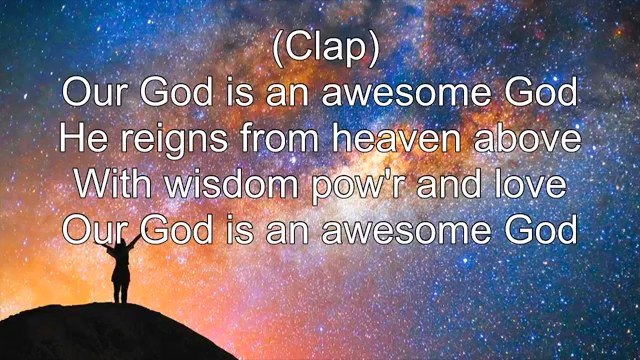 (Clap)
Our God is an awesome God
He reigns from heaven above
With wisdom pow'r and love
Our God is an awesome God